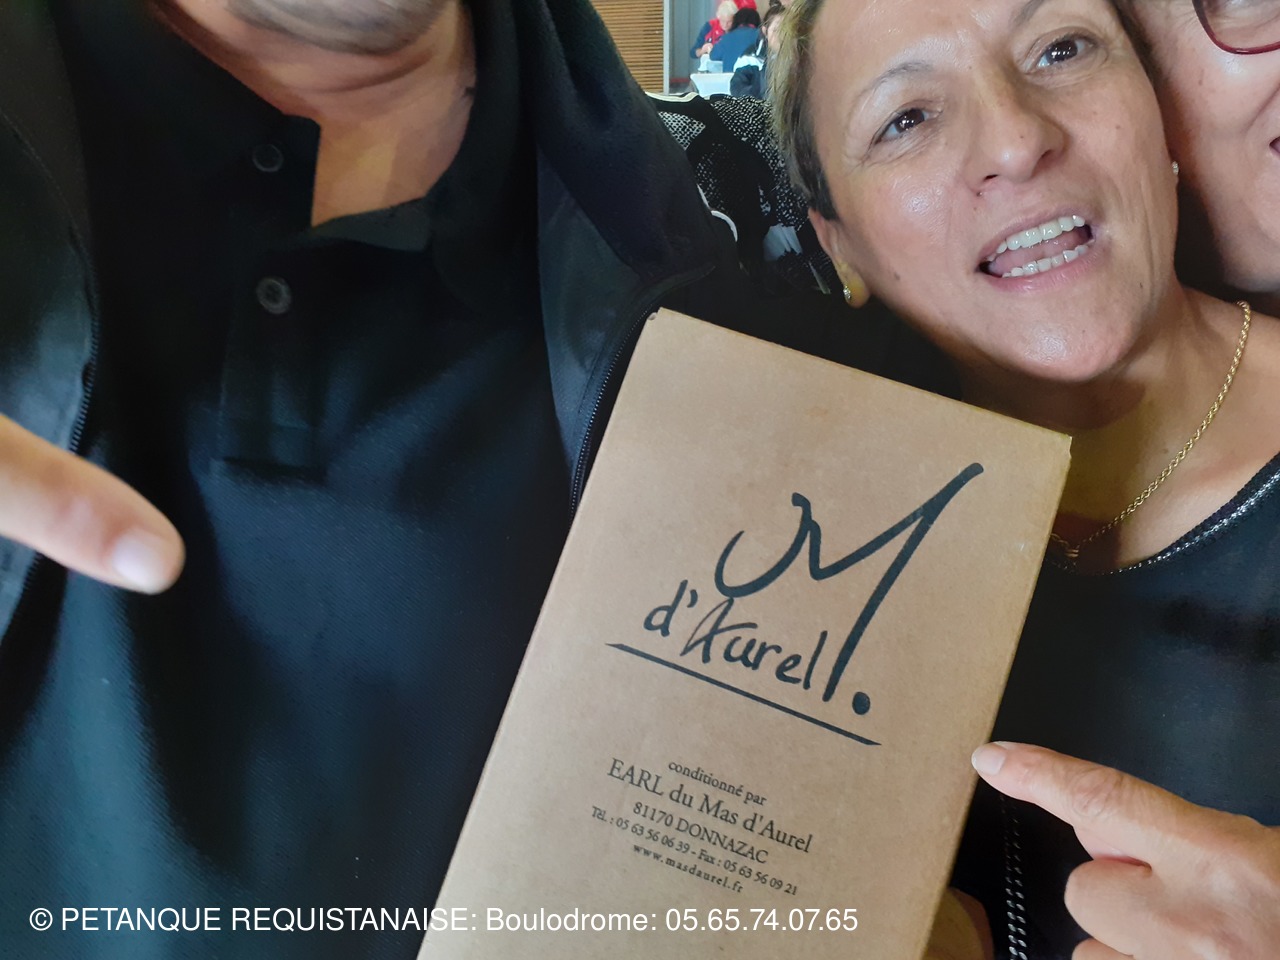 M
d'Aurel.
conditionné par
EARL du Mas d'Aurel
81170 DONNAZAC
Tél. : 05 63 56 06 39 - Fax : 05 63 56 09 21
www.masdaurel.fr
© PETANQUE REQUISTANAISE: Boulodrome: 05.65.74.07.65